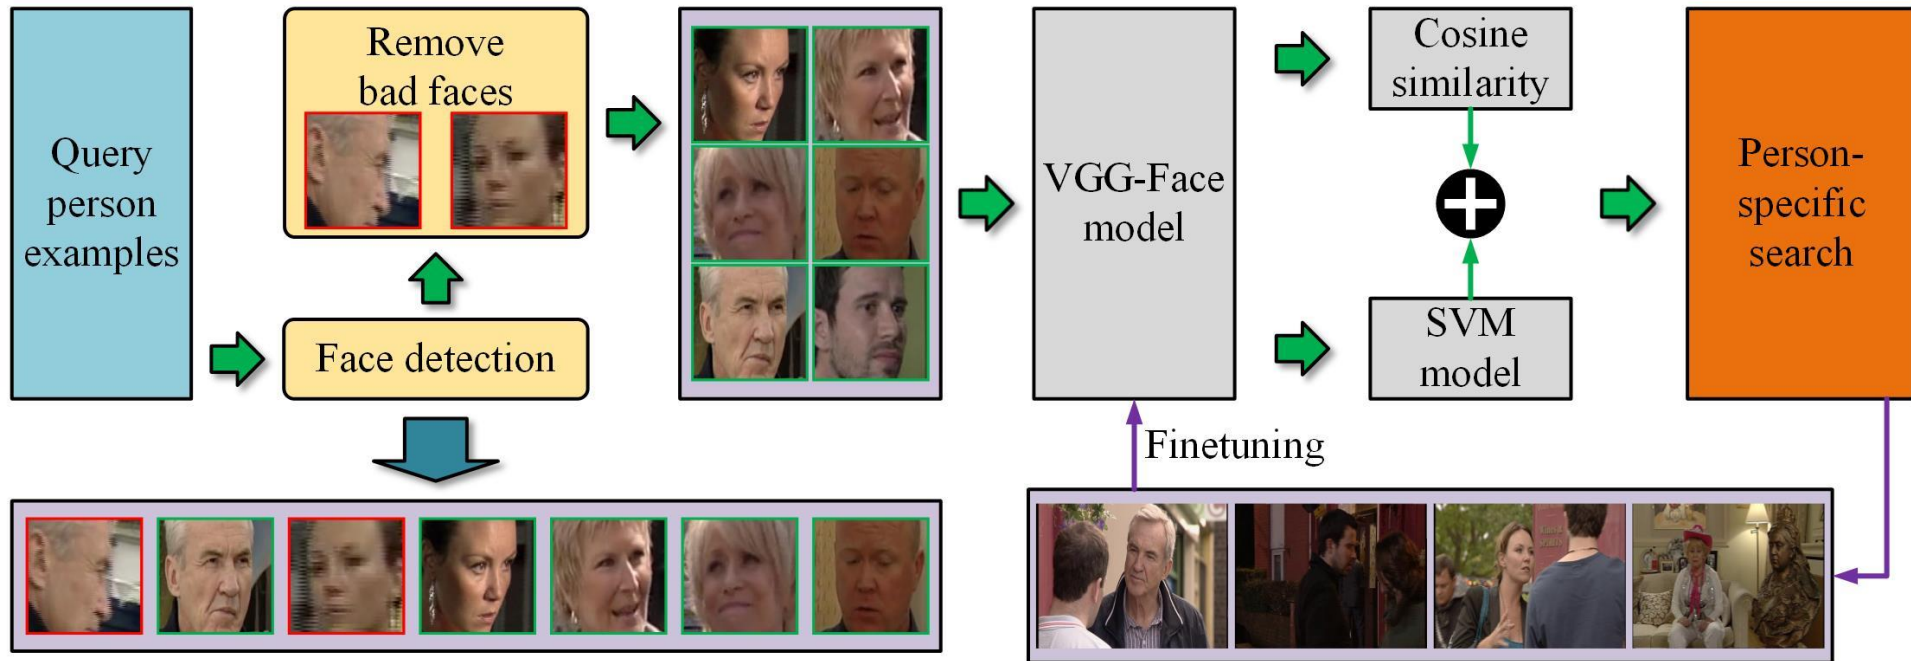 Query
person
examples
Remove
bad faces
Face detection
VGG-Face
model
Cosine
similarity
SVM
model
Person-
specific
search
Finetuning